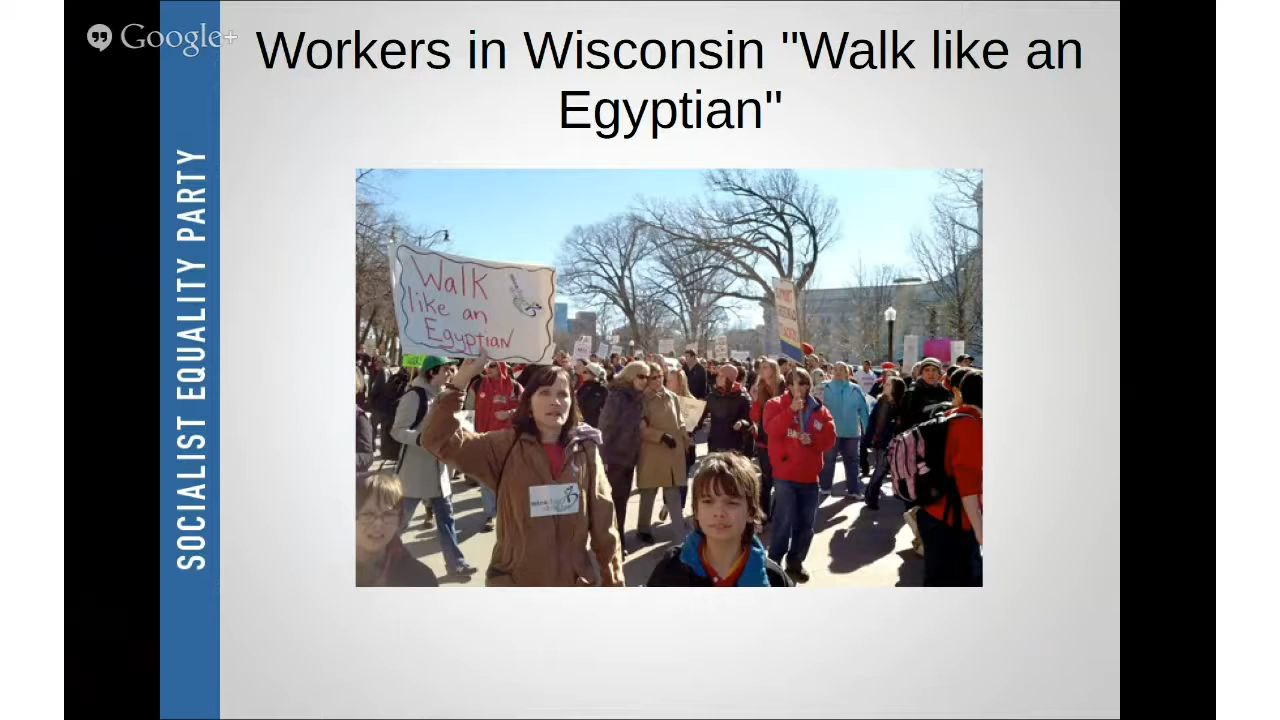 Google+
Workers in Wisconsin "Walk like an
Egyptian"
SOCIALIST EQUALITY PARTY
Walk
like an
Egyptian